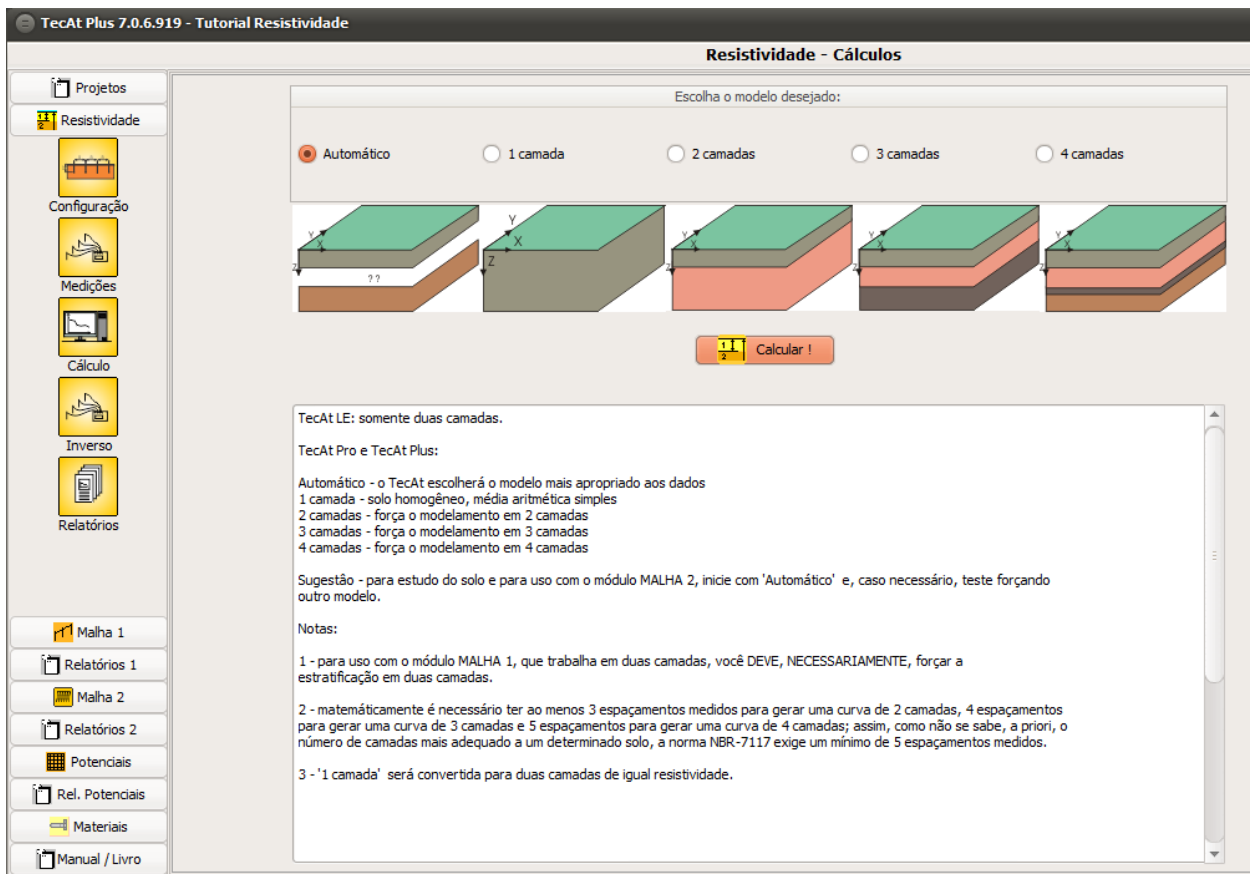 TecAt Plus 7.0.6.919 - Tutorial Resistividade
Resistividade - Cálculos
Projetos
Resistividade
Configuração
Medições
Cálculo
Inverso
Relatórios
Malha 1
Relatórios 1
Malha 2
Relatórios 2
Potenciais
Rel. Potenciais
Materiais
Manual / Livro
Escolha o modelo desejado:
Automático
1 camada
2 camadas
3 camadas
4 camadas
Y
X
Z
? ?
Y
X
Z
Y
X
Z
Y
X
Z
Y
X
Z
Calcular !
TecAt LE: somente duas camadas.
TecAt Pro e TecAt Plus:
Automático - o TecAt escolherá o modelo mais apropriado aos dados
1 camada - solo homogêneo, média aritmética simples
2 camadas - força o modelamento em 2 camadas
3 camadas - força o modelamento em 3 camadas
4 camadas - força o modelamento em 4 camadas
Sugestão - para estudo do solo e para uso com o módulo MALHA 2, inicie com 'Automático' e, caso necessário, teste forçando
outro modelo.
Notas:
1 - para uso com o módulo MALHA 1, que trabalha em duas camadas, você DEVE, NECESSARIAMENTE, forçar a
estratificação em duas camadas.
2 - matemáticamente é necessário ter ao menos 3 espaçamentos medidos para gerar uma curva de 2 camadas, 4 espaçamentos
para gerar uma curva de 3 camadas e 5 espaçamentos para gerar uma curva de 4 camadas; assim, como não se sabe, a priori, o
número de camadas mais adequado a um determinado solo, a norma NBR-7117 exige um mínimo de 5 espaçamentos medidos.
3 - '1 camada' será convertida para duas camadas de igual resistividade.